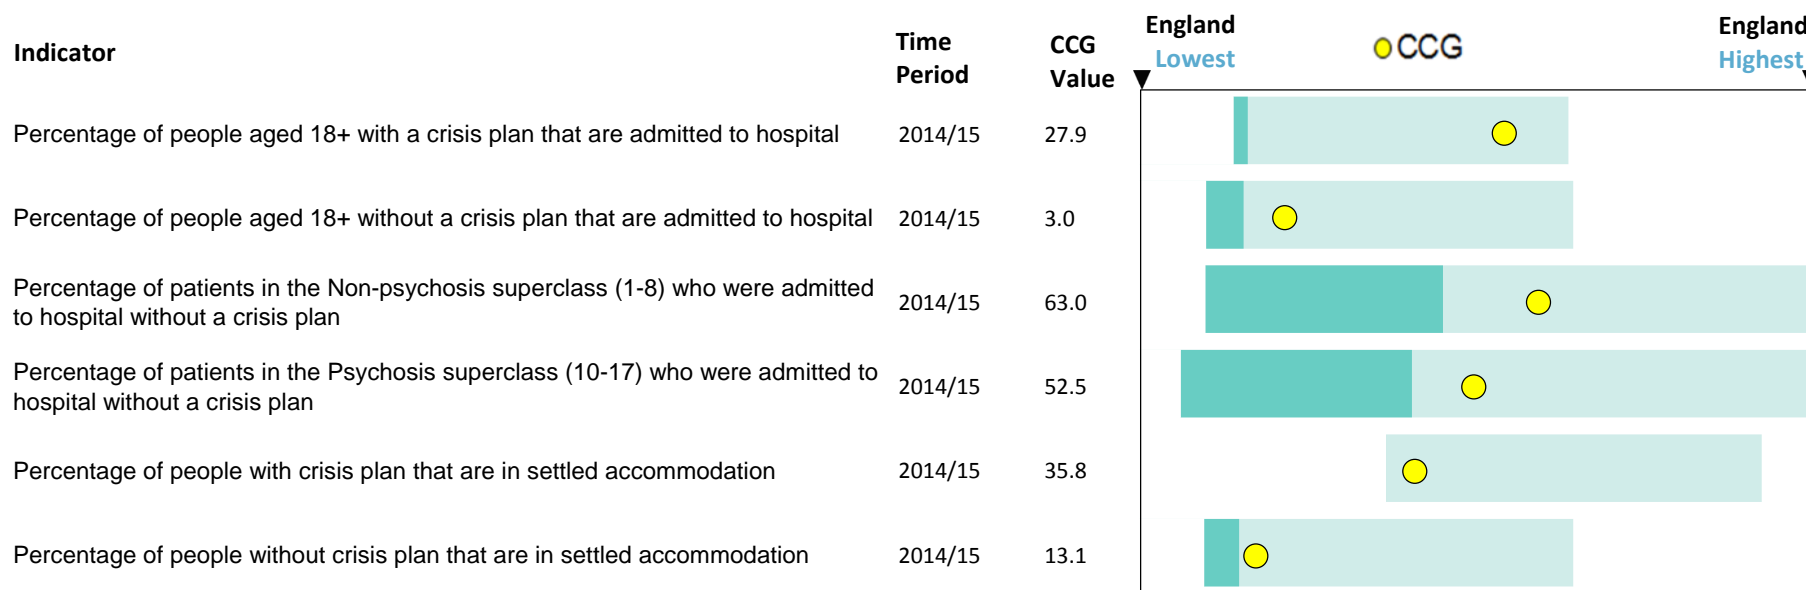 Indicator
Time
Period
CCG
Value
England
Lowest
CCG
England
Highest
Percentage of people aged 18+ with a crisis plan that are admitted to hospital 2014/15 27.9
Percentage of people aged 18+ without a crisis plan that are admitted to hospital 2014/15 3.0
Percentage of patients in the Non-psychosis superclass (1-8) who were admitted
to hospital without a crisis plan
2014/15 63.0
Percentage of patients in the Psychosis superclass (10-17) who were admitted to
hospital without a crisis plan
2014/15 52.5
Percentage of people with crisis plan that are in settled accommodation 2014/15 35.8
Percentage of people without crisis plan that are in settled accommodation 2014/15 13.1